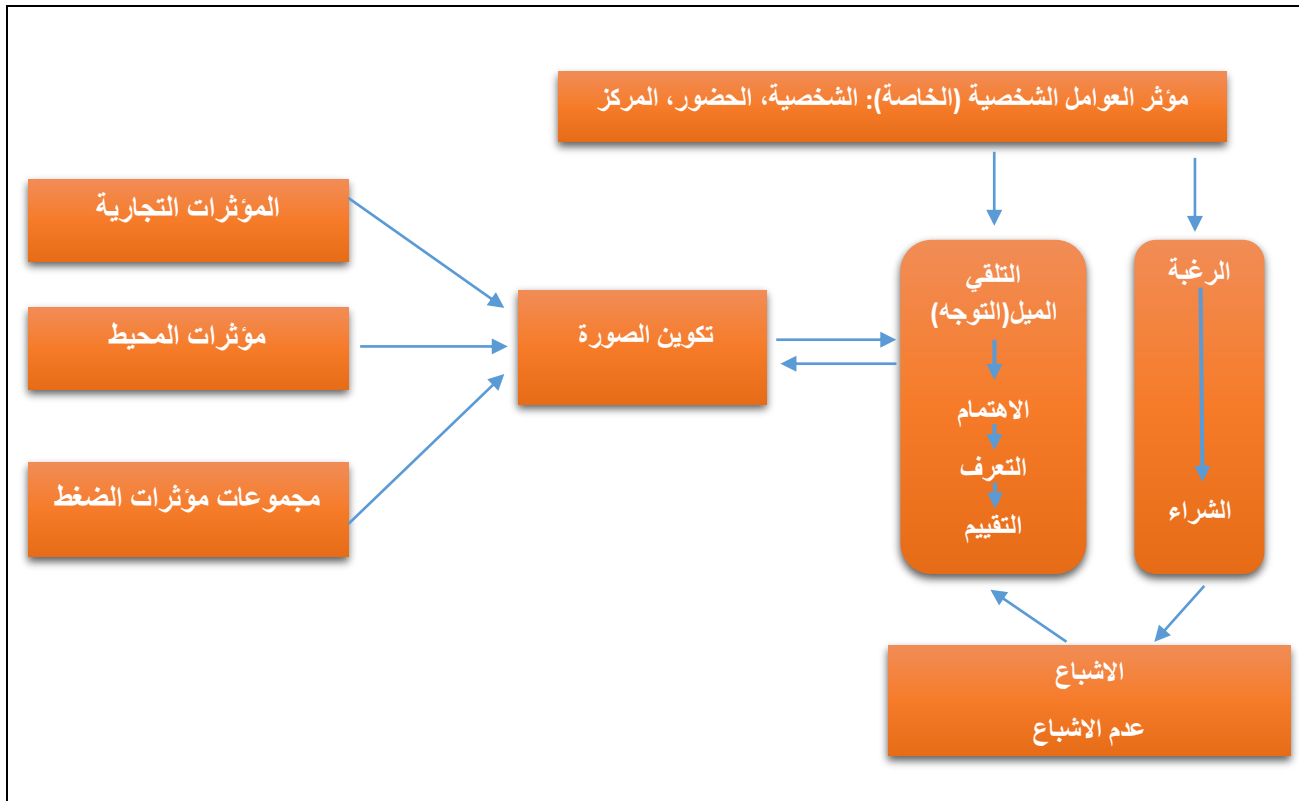 مؤثر العوامل الشخصية (الخاصة): الشخصية، الحضور، المركز
المؤثرات التجارية
مؤثرات المحيط
مجموعات مؤثرات الضغط
تكوين الصورة
التلقي
الميل(التوجه)
الاهتمام
التعرف
التقييم
الرغبة
الشراء
الاشباع
عدم الاشباع